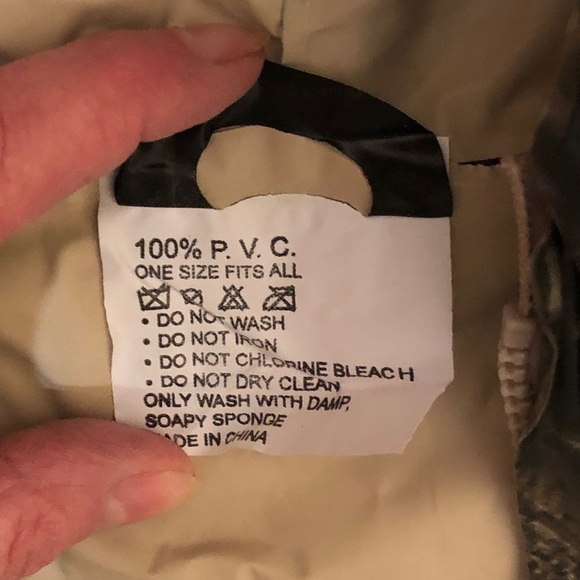 100% P. V. C.
ONE SIZE FITS ALL
• DO NOT WASH
• DO NOT IRON
• DO NOT CHLORINE BLEACH
• DO NOT DRY CLEAN
ONLY WASH WITH DAMP,
SOAPY SPONGE
MADE IN CHINA